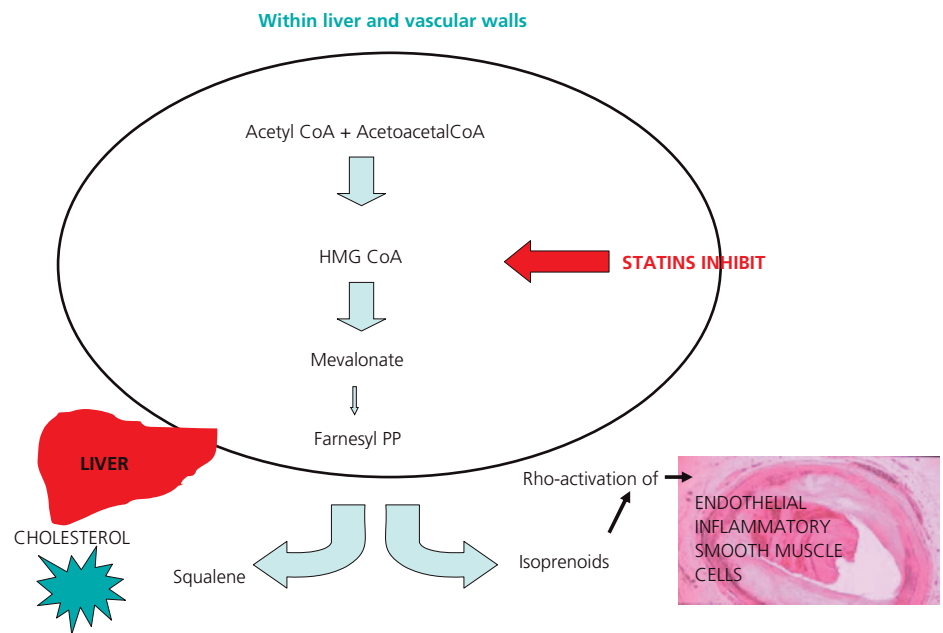 Within liver and vascular walls
Acetyl CoA + AcetoacetalCoA
HMG CoA
STATINS INHIBIT
Mevalonate
Farnesyl PP
LIVER
CHOLESTEROL
Squalene
Isoprenoids
Rho-activation of
ENDOTHELIAL
INFLAMMATORY
SMOOTH MUSCLE
CELLS